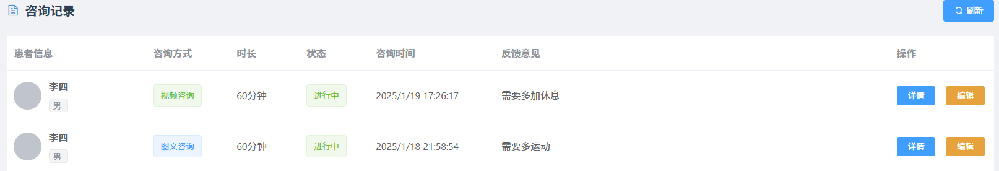 咨询记录
刷新
患者信息 咨询方式 时长 状态 咨询时间 反馈意见 操作
李四
男
视频咨询 60分钟 进行中 2025/1/19 17:26:17 需要多加休息 详情 编辑
李四
男
图文咨询 60分钟 进行中 2025/1/18 21:58:54 需要多运动 详情 编辑